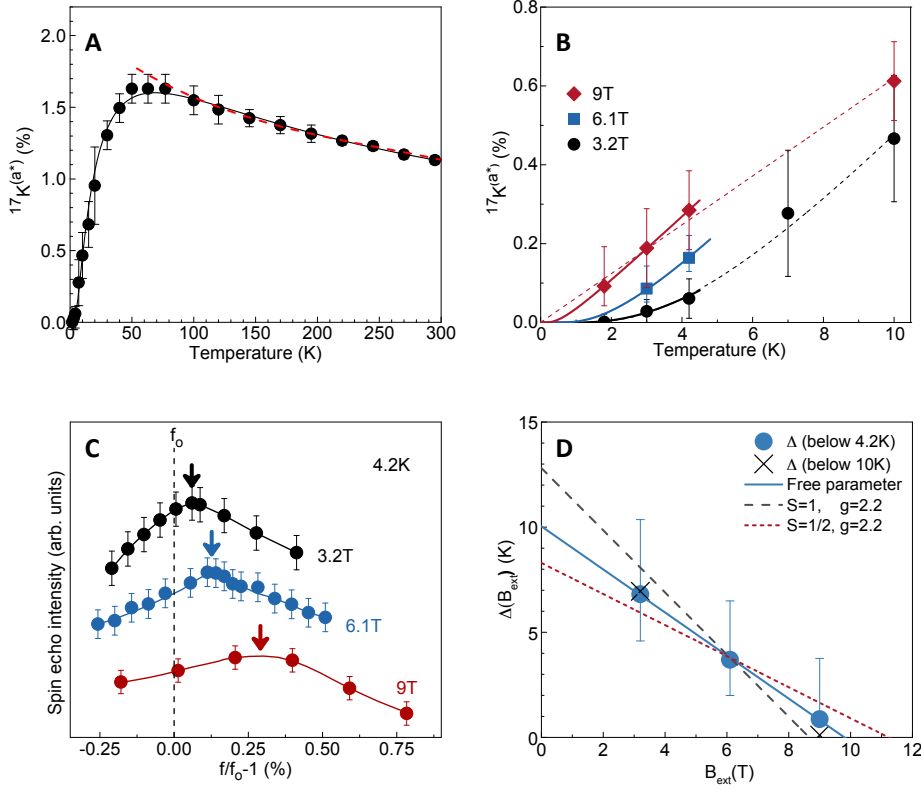 A
¹⁷K⁽ᵃ*⁾ (%)
2.0
1.5
1.0
0.5
0.0
50 100 150 200 250 300
Temperature (K)
B
9T
6.1T
3.2T
¹⁷K⁽ᵃ*⁾ (%)
0.8
0.6
0.4
0.2
0.0
0 2 4 6 8 10
Temperature (K)
C
fₒ
4.2K
3.2T
6.1T
9T
Spin echo intensity (arb. units)
-0.25 0.00 0.25 0.50 0.75
f/fₒ-1 (%)
D
Δ (below 4.2K)
Δ (below 10K)
Free parameter
S=1, g=2.2
S=1/2, g=2.2
Δ(Bₑₓₜ) (K)
15
10
5
0
0 2 4 6 8 10 12
Bₑₓₜ(T)